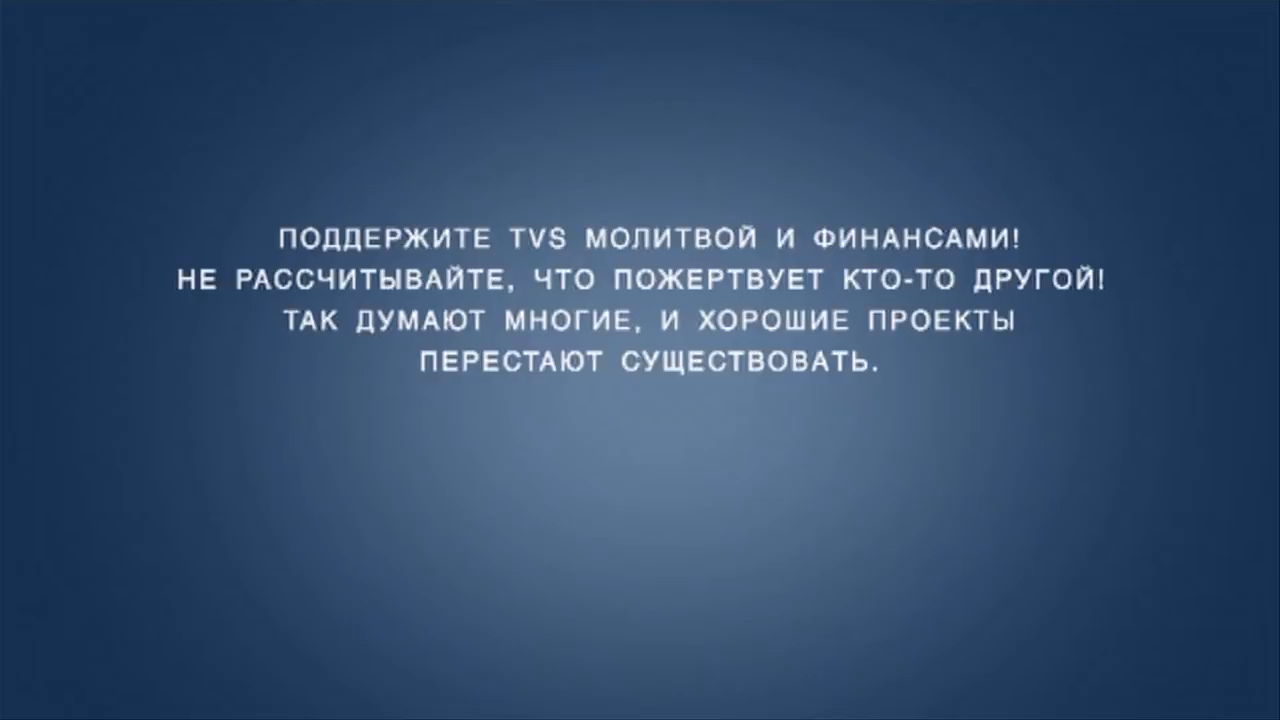 ПОДДЕРЖИТЕ TVS МОЛИТВОЙ И ФИНАНСАМИ!
НЕ РАССЧИТЫВАЙТЕ, ЧТО ПОЖЕРТВУЕТ КТО-ТО ДРУГОЙ!
ТАК ДУМАЮТ МНОГИЕ, И ХОРОШИЕ ПРОЕКТЫ
ПЕРЕСТАЮТ СУЩЕСТВОВАТЬ.